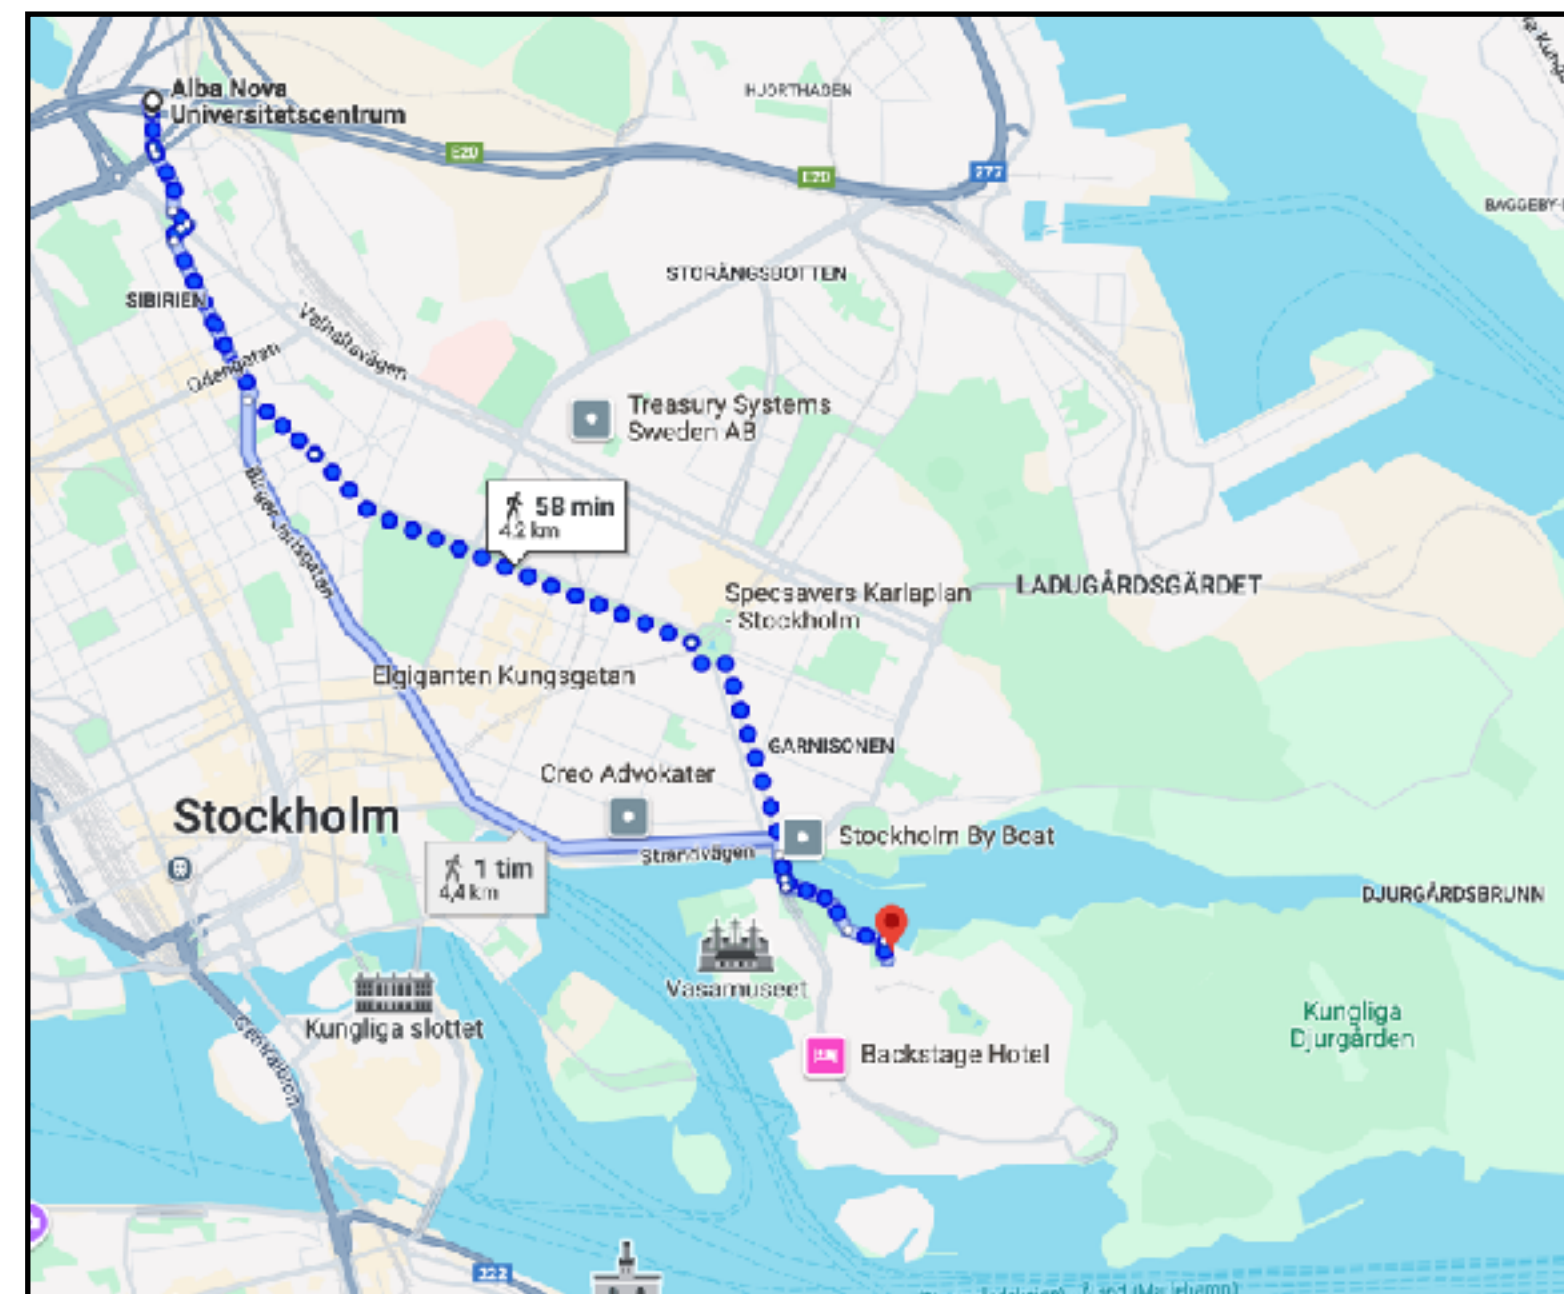 Alba Nova
Universitetscentrum
HJORTHAGEN
E20
E20
277
BAGGEBY
STORÄNGSBOTTEN
SIBIRIEN
Valhallavägen
Odengatan
Treasury Systems
Sweden AB
58 min
4,2 km
Birger Jarlsgatan
Specsavers Karlaplan
- Stockholm
LADUGÅRDSGÄRDET
Elgiganten Kungsgatan
GARNISONEN
Creo Advokater
Stockholm
Stockholm By Boat
Strandvägen
1 tim
4,4 km
DJURGÅRDSBRUNN
Vasamuseet
Kungliga slottet
Kungliga
Djurgården
Centralbron
Backstage Hotel
222